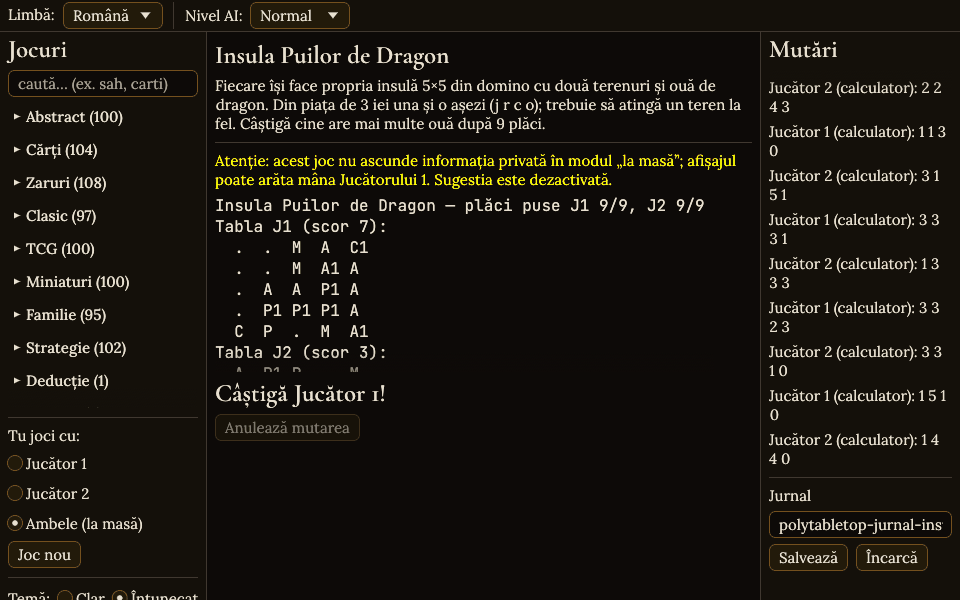 Limbă: Română ▼ Nivel AI: Normal ▼
Jocuri
caută... (ex. sah, carti)
▸ Abstract (100)
▸ Cărți (104)
▸ Zaruri (108)
▸ Clasic (97)
▸ TCG (100)
▸ Miniaturi (100)
▸ Familie (95)
▸ Strategie (102)
▸ Deducție (1)
Tu joci cu:
Jucător 1
Jucător 2
Ambele (la masă)
Joc nou
Temă: Clar Întunecat
Insula Puilor de Dragon
Fiecare își face propria insulă 5×5 din domino cu două terenuri și ouă de
dragon. Din piața de 3 iei una și o așezi (j r c o); trebuie să atingă un teren la
fel. Câștigă cine are mai multe ouă după 9 plăci.
Atenție: acest joc nu ascunde informația privată în modul „la masă”; afișajul
poate arăta mâna Jucătorului 1. Sugestia este dezactivată.
Insula Puilor de Dragon — plăci puse J1 9/9, J2 9/9
Tabla J1 (scor 7):
. . M A C1
. . M A1 A
. A A P1 A
. P1 P1 P1 A
C P . M A1
Tabla J2 (scor 3):
Câștigă Jucător 1!
Anulează mutarea
Mutări
Jucător 2 (calculator): 2 2
4 3
Jucător 1 (calculator): 1 1 3
0
Jucător 2 (calculator): 3 1
5 1
Jucător 1 (calculator): 3 3
3 1
Jucător 2 (calculator): 1 3
3 3
Jucător 1 (calculator): 3 3
2 3
Jucător 2 (calculator): 3 3
1 0
Jucător 1 (calculator): 1 5 1
0
Jucător 2 (calculator): 1 4
4 0
Jurnal
polytabletop-jurnal-ins
Salvează Încarcă